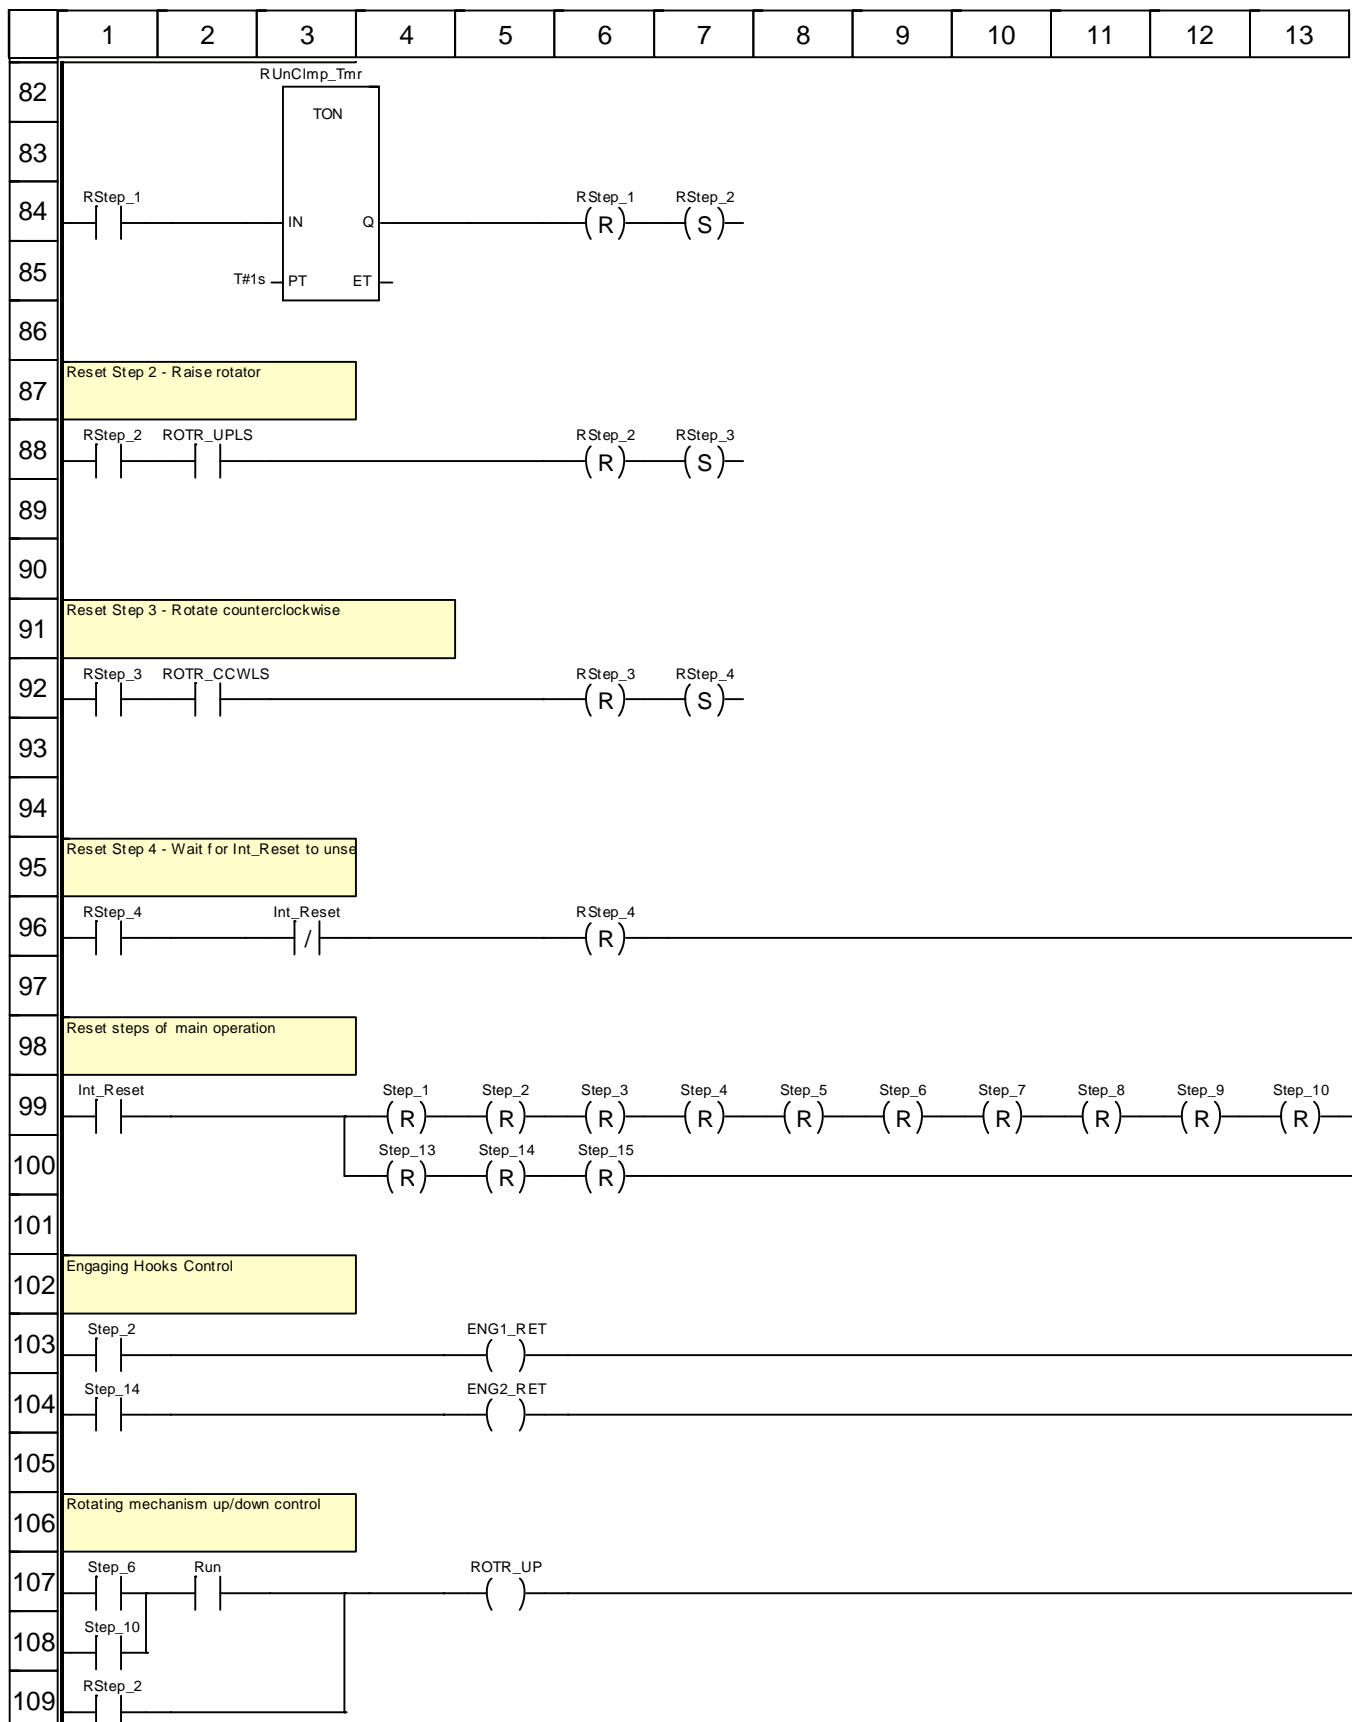 1 2 3 4 5 6 7 8 9 10 11 12 13
82
RUnClmp_Tmr
TON
83
84
RStep_1 RStep_1 RStep_2
IN Q (R) (S)
85
T#1s PT ET
86
87
Reset Step 2 - Raise rotator
88
RStep_2 ROTR_UPLS RStep_2 RStep_3
(R) (S)
89
90
91
Reset Step 3 - Rotate counterclockwise
92
RStep_3 ROTR_CCWLS RStep_3 RStep_4
(R) (S)
93
94
95
Reset Step 4 - Wait for Int_Reset to unse
96
RStep_4 Int_Reset RStep_4
/ (R)
97
98
Reset steps of main operation
99
Int_Reset Step_1 Step_2 Step_3 Step_4 Step_5 Step_6 Step_7 Step_8 Step_9 Step_10
(R) (R) (R) (R) (R) (R) (R) (R) (R) (R)
100
Step_13 Step_14 Step_15
(R) (R) (R)
101
102
Engaging Hooks Control
103
Step_2 ENG1_RET
( )
104
Step_14 ENG2_RET
( )
105
106
Rotating mechanism up/down control
107
Step_6 Run ROTR_UP
( )
108
Step_10
109
RStep_2